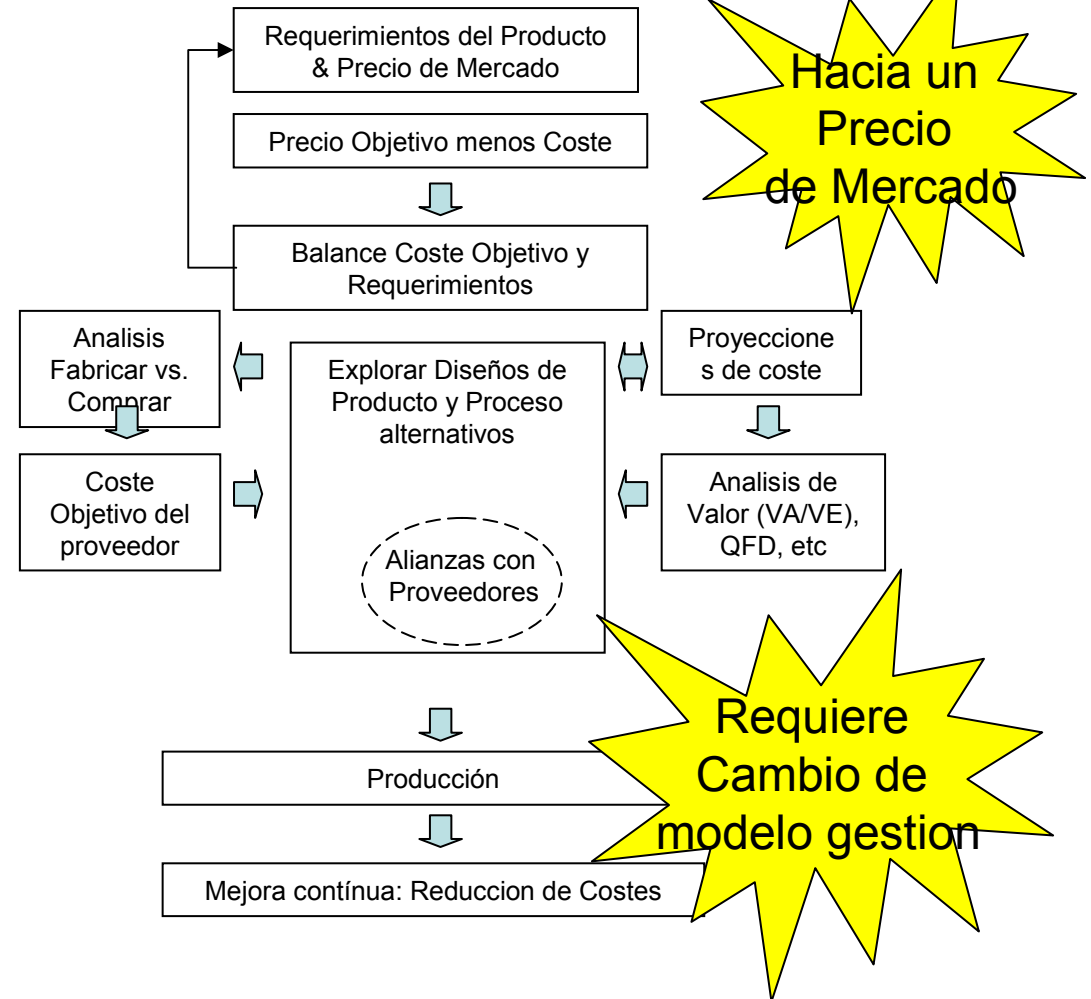 Requerimientos del Producto
& Precio de Mercado
Hacia un
Precio
de Mercado
Precio Objetivo menos Coste
Balance Coste Objetivo y
Requerimientos
Analisis
Fabricar vs.
Comprar
Explorar Diseños de
Producto y Proceso
alternativos
Proyeccione
s de coste
Coste
Objetivo del
proveedor
Analisis de
Valor (VA/VE),
QFD, etc
Alianzas con
Proveedores
Requiere
Cambio de
modelo gestion
Producción
Mejora contínua: Reduccion de Costes